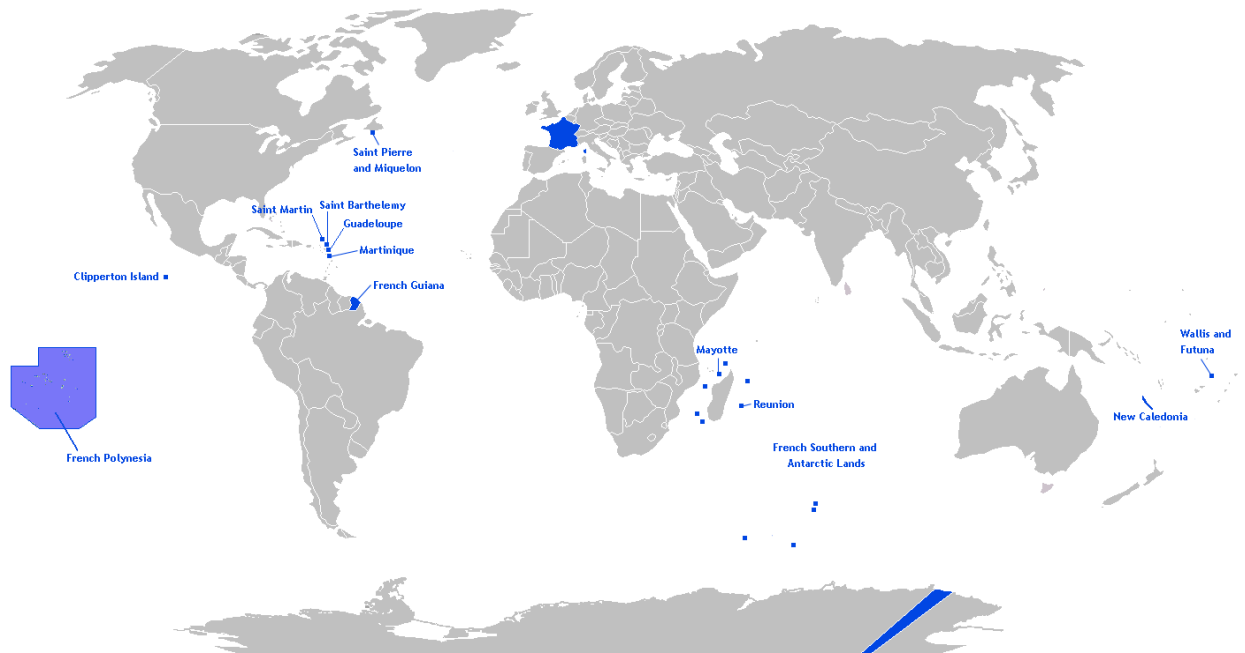 Saint Pierre
and Miquelon
Saint Martin
Saint Barthelemy
Guadeloupe
Martinique
Clipperton Island
French Guiana
Wallis and
Futuna
Mayotte
Reunion
New Caledonia
French Southern and
Antarctic Lands
French Polynesia